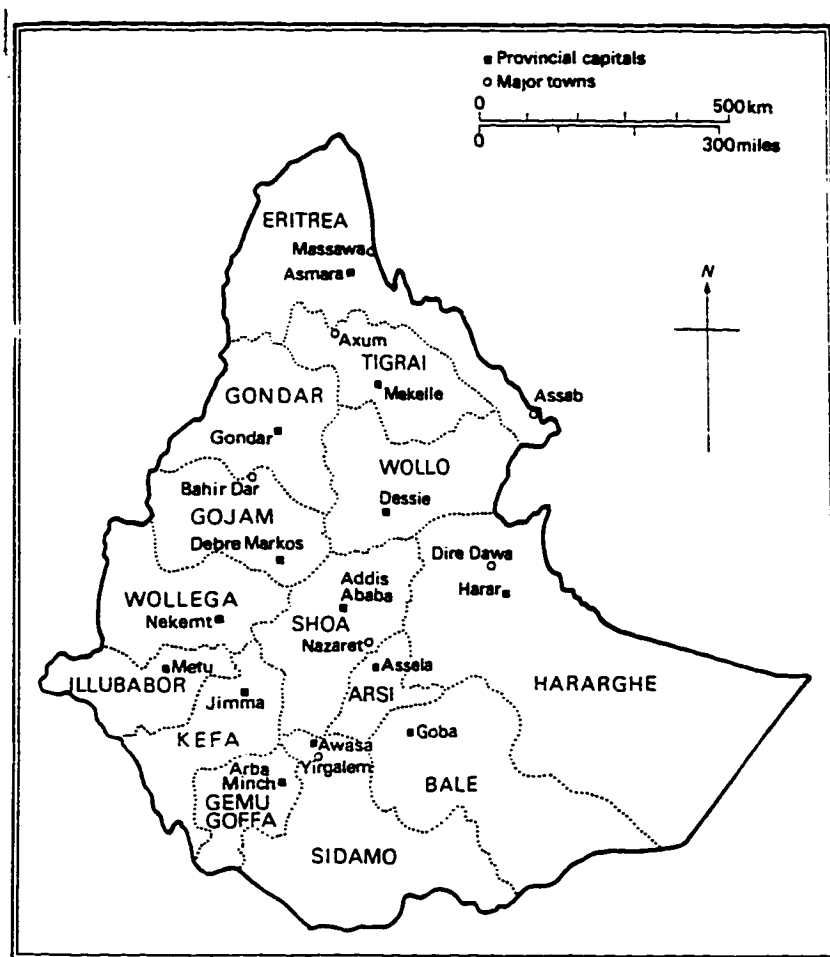 ■ Provincial capitals
○ Major towns
0 500km
0 300miles
ERITREA
Massawa
Asmara
N
Axum
TIGRAI
Mekelle
Assab
GONDAR
Gondar
WOLLO
Bahir Dar
Dessie
GOJAM
Debre Markos
Dire Dawa
Harar
Addis
Ababa
WOLLEGA
Nekemt
SHOA
Nazaret
Metu
Assela
ILLUBABOR
Jimma
ARSI
HARARGHE
KEFA
Awasa
Goba
Yirgalem
Arba
Minch
BALE
GEMU
GOFFA
SIDAMO